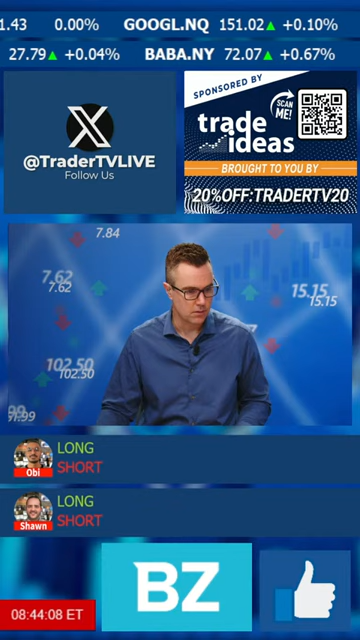 1.43 0.00% GOOGL.NQ 151.02▲ +0.10%
27.79▲ +0.04% BABA.NY 72.07▲ +0.67%
X
@TraderTVLIVE
Follow Us
SPONSORED BY
SCAN
ME!
trade
ideas
BROUGHT TO YOU BY
20%OFF:TRADERTV20
7.84
7.62
7.62
15.15
15.15
102.50
102.50
91.99
LONG
SHORT
Obi
LONG
SHORT
Shawn
BZ
08:44:08 ET